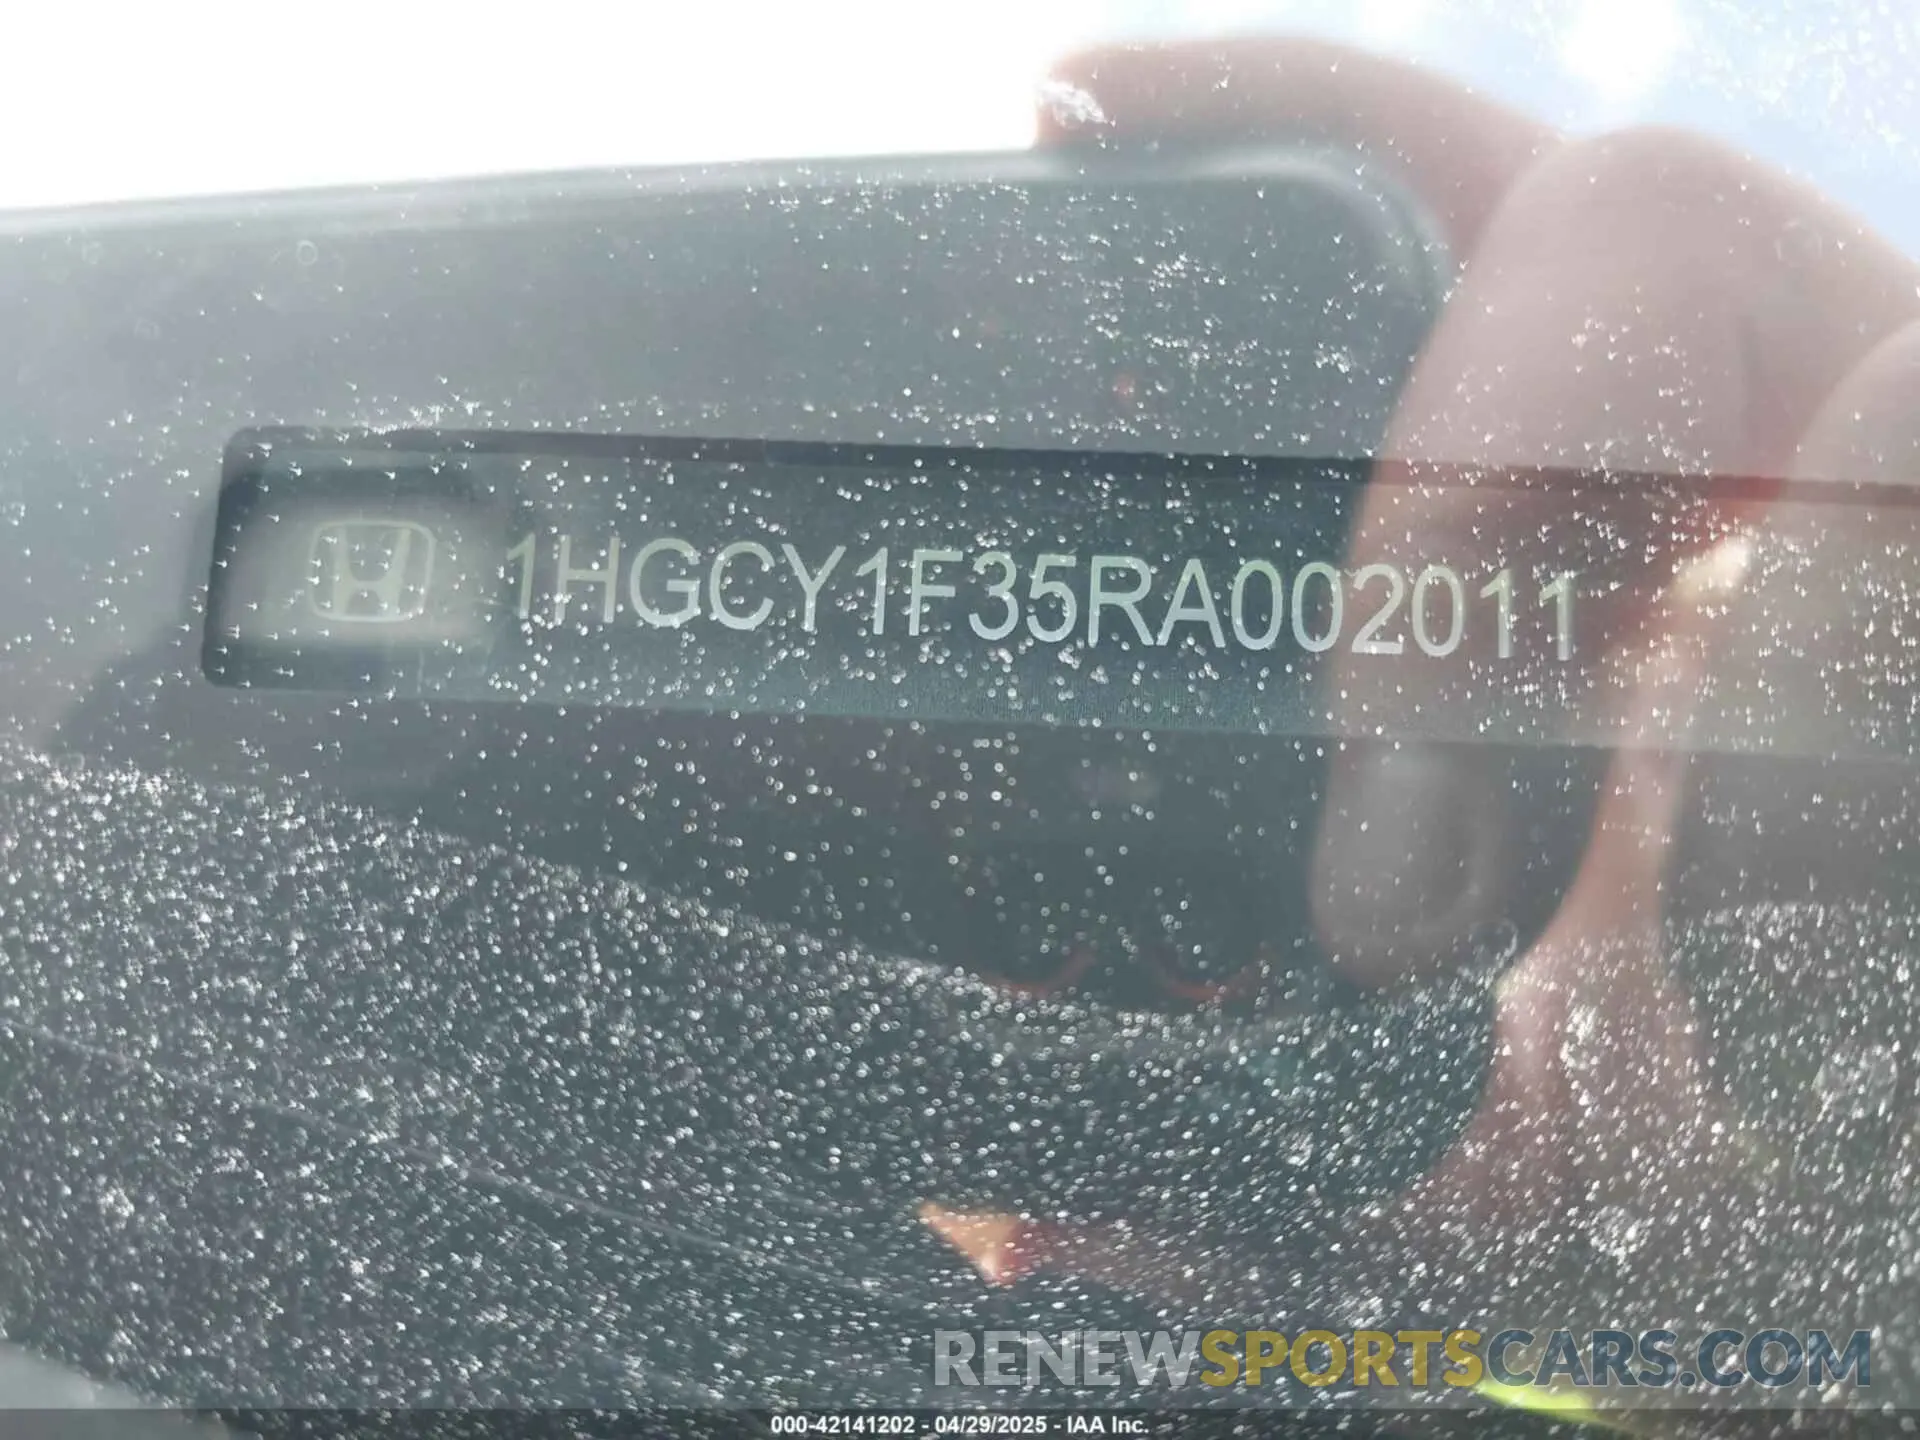 1HGCY1F35RA002011
RENEWSPORTSCARS.COM
000-42141202 - 04/29/2025 - IAA Inc.